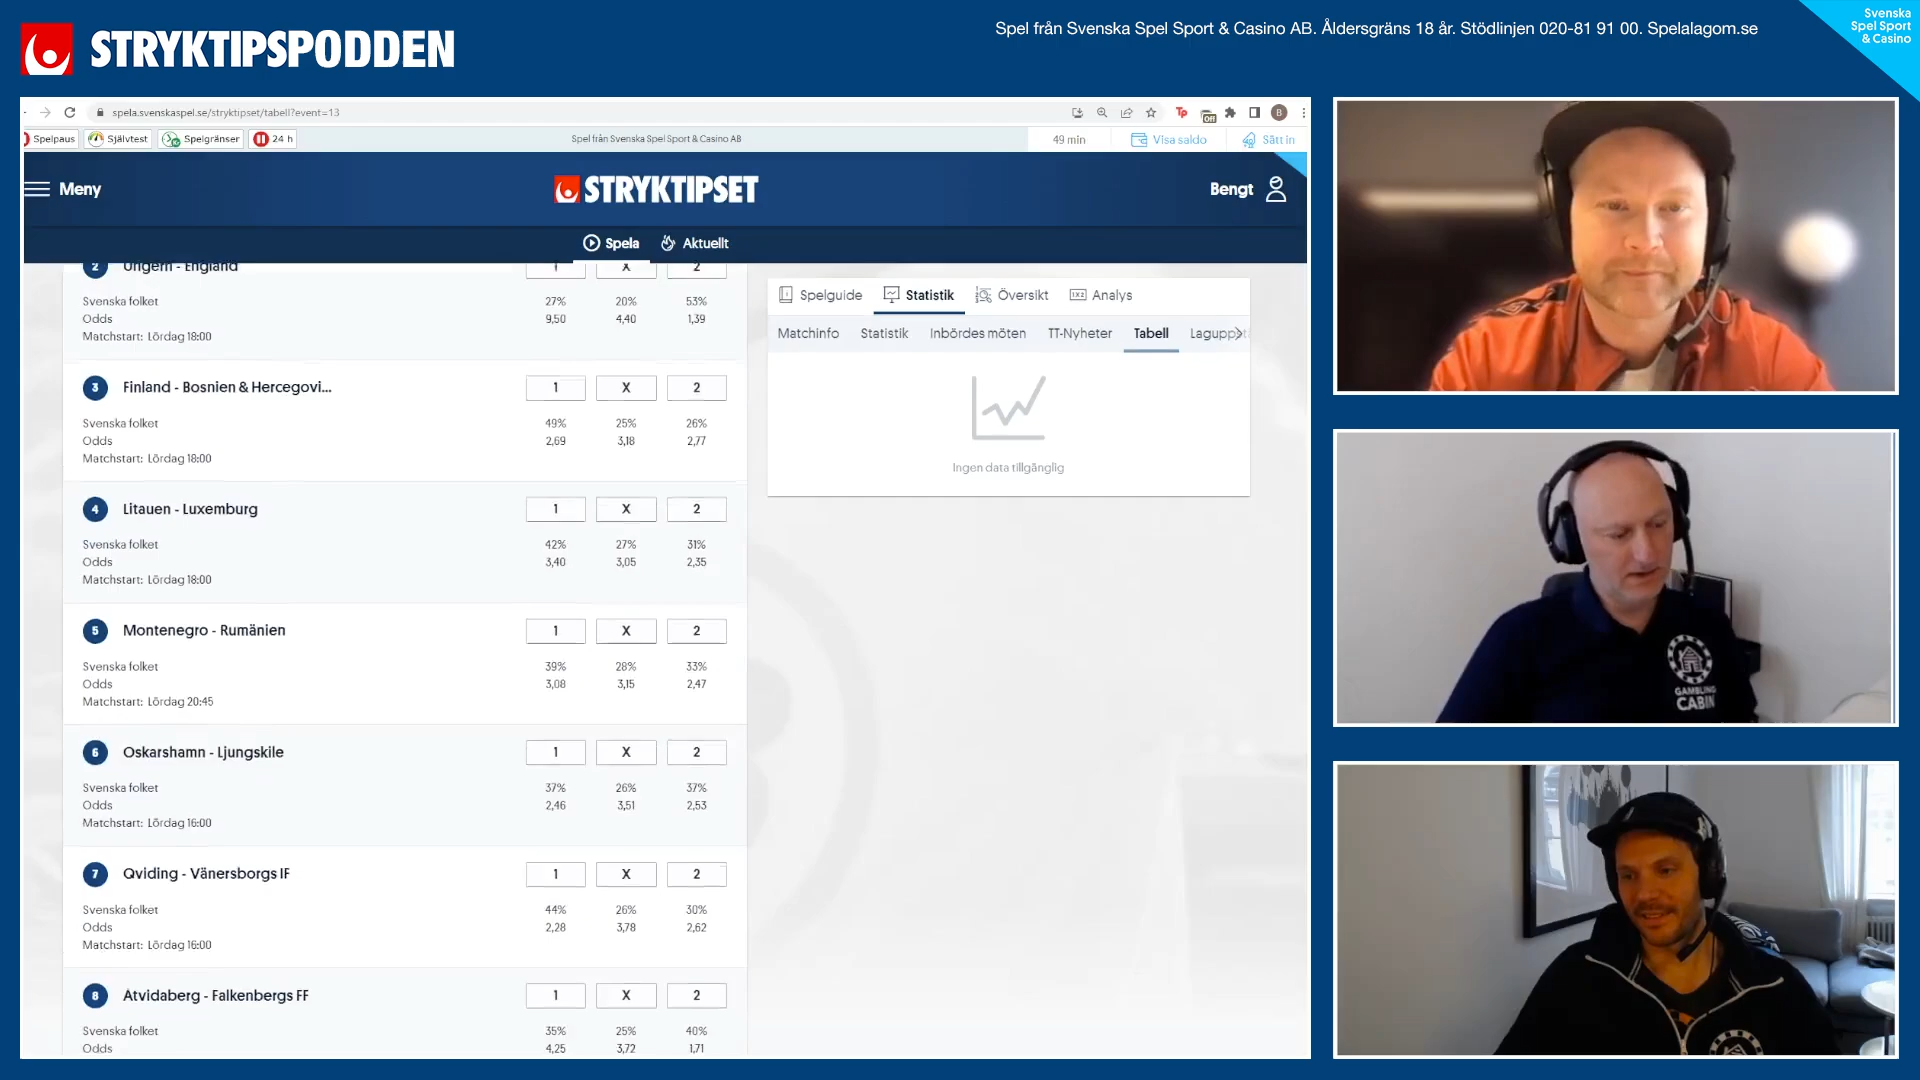 STRYKTIPSPODDEN
Spel från Svenska Spel Sport & Casino AB. Åldersgräns 18 år. Stödlinjen 020-81 91 00. Spelalagom.se
Svenska
Spel Sport
& Casino
spela.svenskaspel.se/stryktipset/tabell?event=13
Off
B
Spelpaus Självtest Spelgränser 24 h Spel från Svenska Spel Sport & Casino AB 49 min Visa saldo Sätt in
Meny STRYKTIPSET Bengt
Spela Aktuellt
2 Ungern - England 1 X 2
Svenska folket 27% 20% 53%
Odds 9,50 4,40 1,39
Matchstart: Lördag 18:00
3 Finland - Bosnien & Hercegovi... 1 X 2
Svenska folket 49% 25% 26%
Odds 2,69 3,18 2,77
Matchstart: Lördag 18:00
4 Litauen - Luxemburg 1 X 2
Svenska folket 42% 27% 31%
Odds 3,40 3,05 2,35
Matchstart: Lördag 18:00
5 Montenegro - Rumänien 1 X 2
Svenska folket 39% 28% 33%
Odds 3,08 3,15 2,47
Matchstart: Lördag 20:45
6 Oskarshamn - Ljungskile 1 X 2
Svenska folket 37% 26% 37%
Odds 2,46 3,51 2,53
Matchstart: Lördag 16:00
7 Qviding - Vänersborgs IF 1 X 2
Svenska folket 44% 26% 30%
Odds 2,28 3,78 2,62
Matchstart: Lördag 16:00
8 Åtvidaberg - Falkenbergs FF 1 X 2
Svenska folket 35% 25% 40%
Odds 4,25 3,72 1,71
Spelguide Statistik Översikt 1X2 Analys
Matchinfo Statistik Inbördes möten TT-Nyheter Tabell
Ingen data tillgänglig
GAMBLING
CABIN